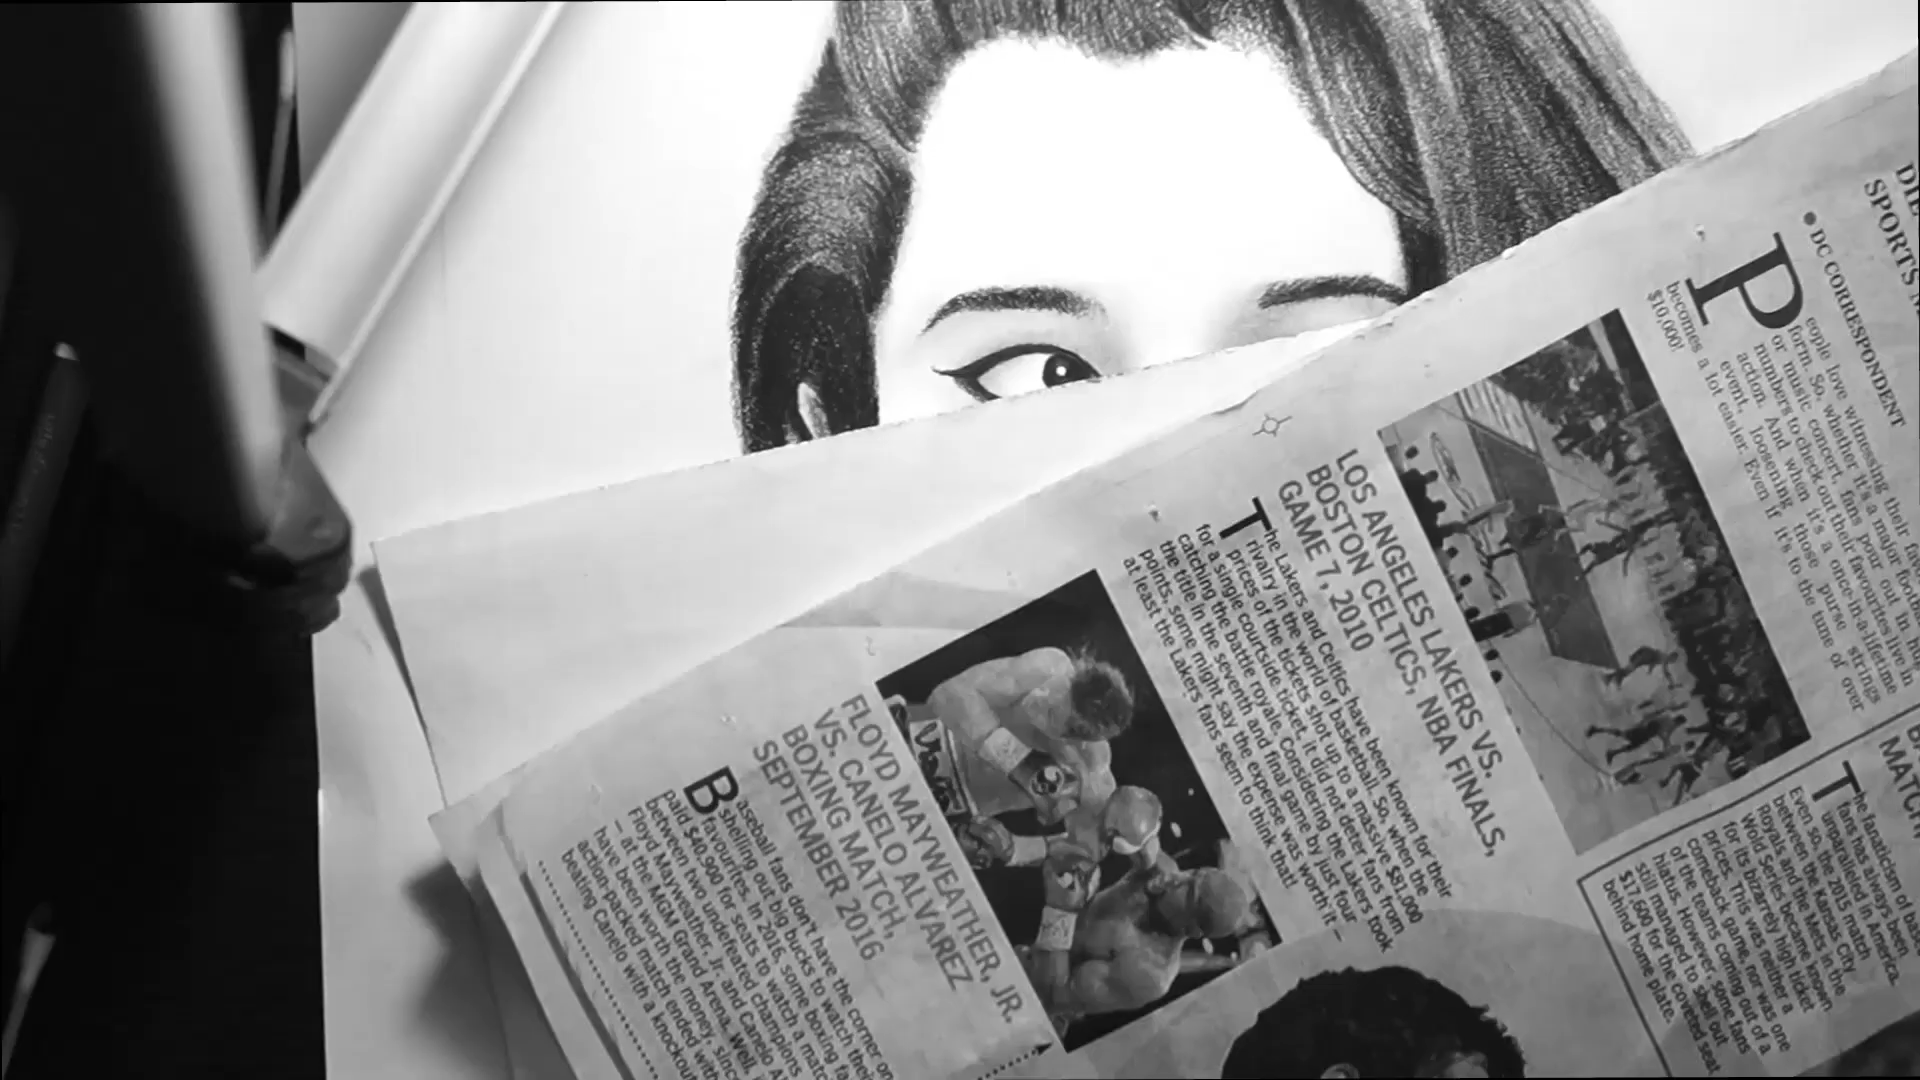 DIE
SPORTS
• DC CORRESPONDENT
People love witnessing their
form. So, whether it's a major
or music concert, fans pour out in
numbers to check out their favourites live in
action. And when it's a once-in-a-lifetime
event, loosening those purse strings
becomes a lot easier. Even if it's to the tune of over
$10,000!
LOS ANGELES LAKERS VS.
BOSTON CELTICS, NBA FINALS,
GAME 7, 2010
The Lakers and Celtics have been known for their
rivalry in the world of basketball. So, when the
prices of the tickets shot up to a massive $81,000
for a single courtside ticket, it did not deter fans from
catching the battle royale. Considering the Lakers took
the title in the seventh and final game by just four
points, some might say the expense was worth it –
at least the Lakers fans seem to think that!
FLOYD MAYWEATHER, JR.
VS. CANELO ALVAREZ
BOXING MATCH,
SEPTEMBER 2016
Baseball fans don't have the corner on
shelling out big bucks to watch their
favourites. In 2016, some boxing
paid $40,900 for seats to watch a match
between two undefeated champions
Floyd Mayweather, Jr. and Canelo
– at the MGM Grand Arena. Well,
have been worth the money, since
action-packed match ended with
beating Canelo with a knockout
MATCH
The fanaticism of
fans has always been
unparalleled in America.
Even so, the 2015 match
between the Kansas City
Royals and the Mets in the
Wold Series became known
for its bizarrely high ticket
prices. This was neither a
comeback game, nor was one
of the teams coming out of a
hiatus. However, some fans
still managed to shell out
$17,600 for the coveted seat
behind home plate.